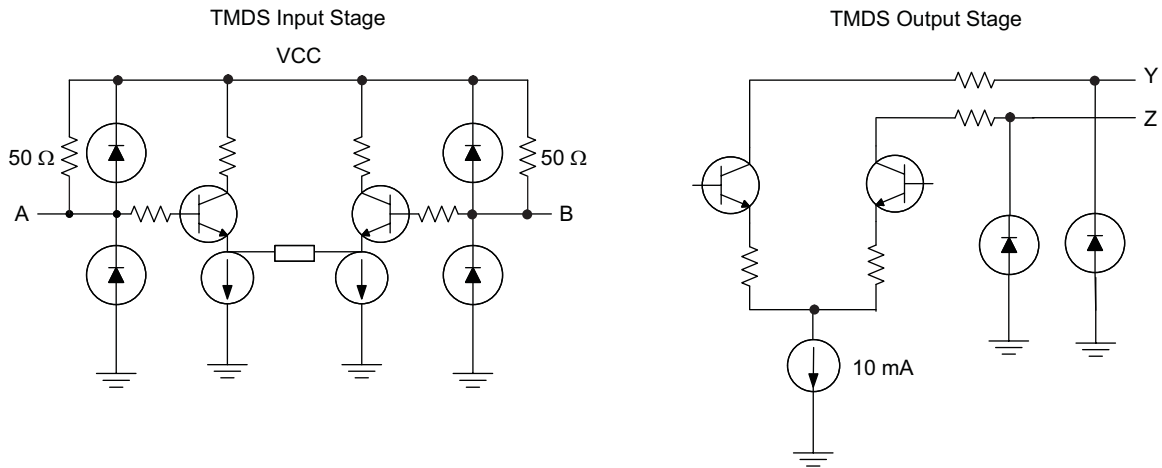 TMDS Input Stage
VCC
50 Ω
50 Ω
A
B
TMDS Output Stage
Y
Z
10 mA